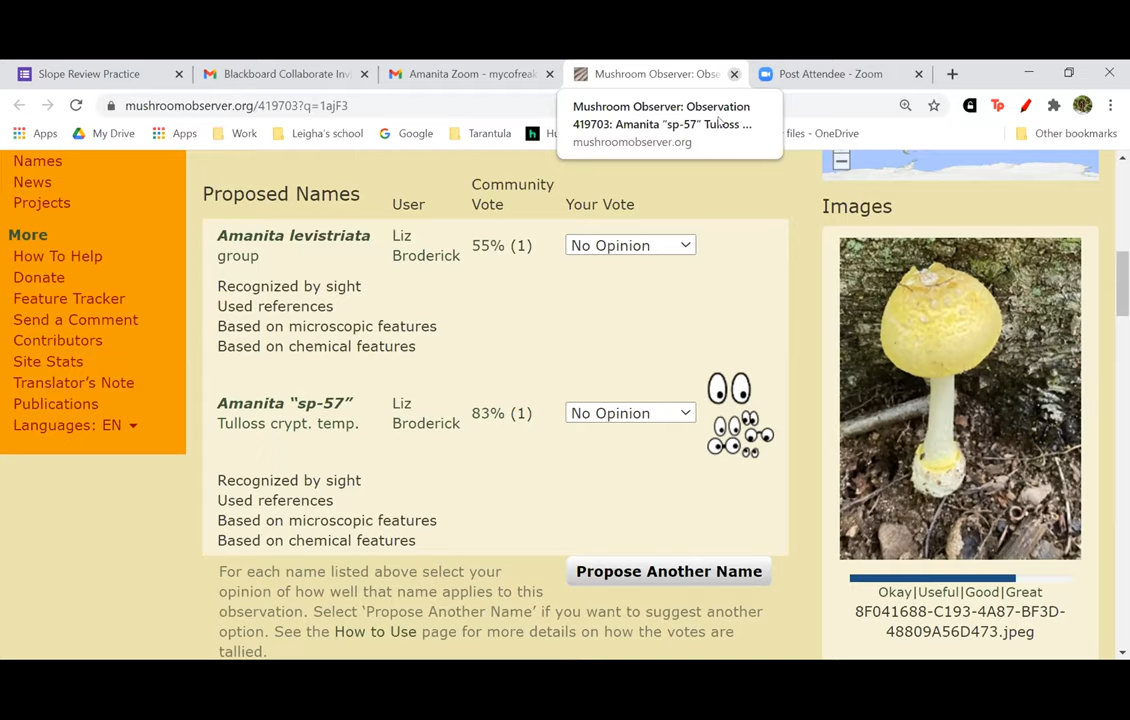 Slope Review Practice
Blackboard Collaborate Inv
Amanita Zoom - mycofreak
Mushroom Observer: Obse
Post Attendee - Zoom
mushroomobserver.org/419703?q=1ajF3
Tp
Mushroom Observer: Observation
419703: Amanita “sp-57” Tulloss ...
mushroomobserver.org
Apps
My Drive
Apps
Work
Leigha's school
Google
Tarantula
files - OneDrive
Other bookmarks
Names
News
Projects
More
How To Help
Donate
Feature Tracker
Send a Comment
Contributors
Site Stats
Translator’s Note
Publications
Languages: EN
Proposed Names
User
Community
Vote
Your Vote
Amanita levistriata
group
Liz
Broderick
55% (1)
No Opinion
Recognized by sight
Used references
Based on microscopic features
Based on chemical features
Amanita “sp-57”
Tulloss crypt. temp.
Liz
Broderick
83% (1)
No Opinion
Recognized by sight
Used references
Based on microscopic features
Based on chemical features
For each name listed above select your
opinion of how well that name applies to this
observation. Select ‘Propose Another Name’ if you want to suggest another
option. See the How to Use page for more details on how the votes are
tallied.
Propose Another Name
Images
Okay|Useful|Good|Great
8F041688-C193-4A87-BF3D-
48809A56D473.jpeg